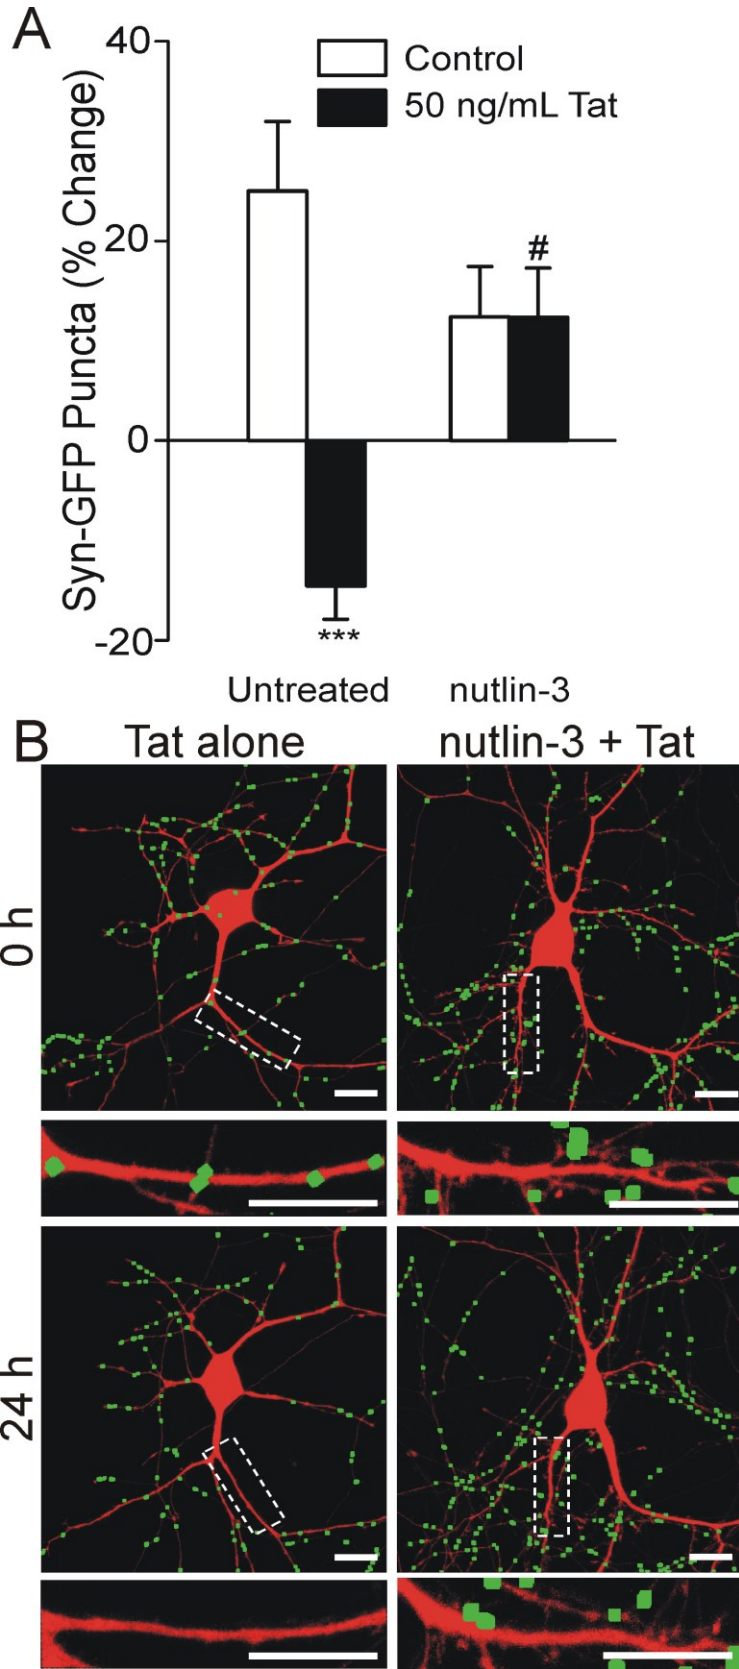 A
40
Control
50 ng/mL Tat
20
#
0
-20
***
Syn-GFP Puncta (% Change)
Untreated nutlin-3
B
Tat alone nutlin-3 + Tat
0 h
24 h